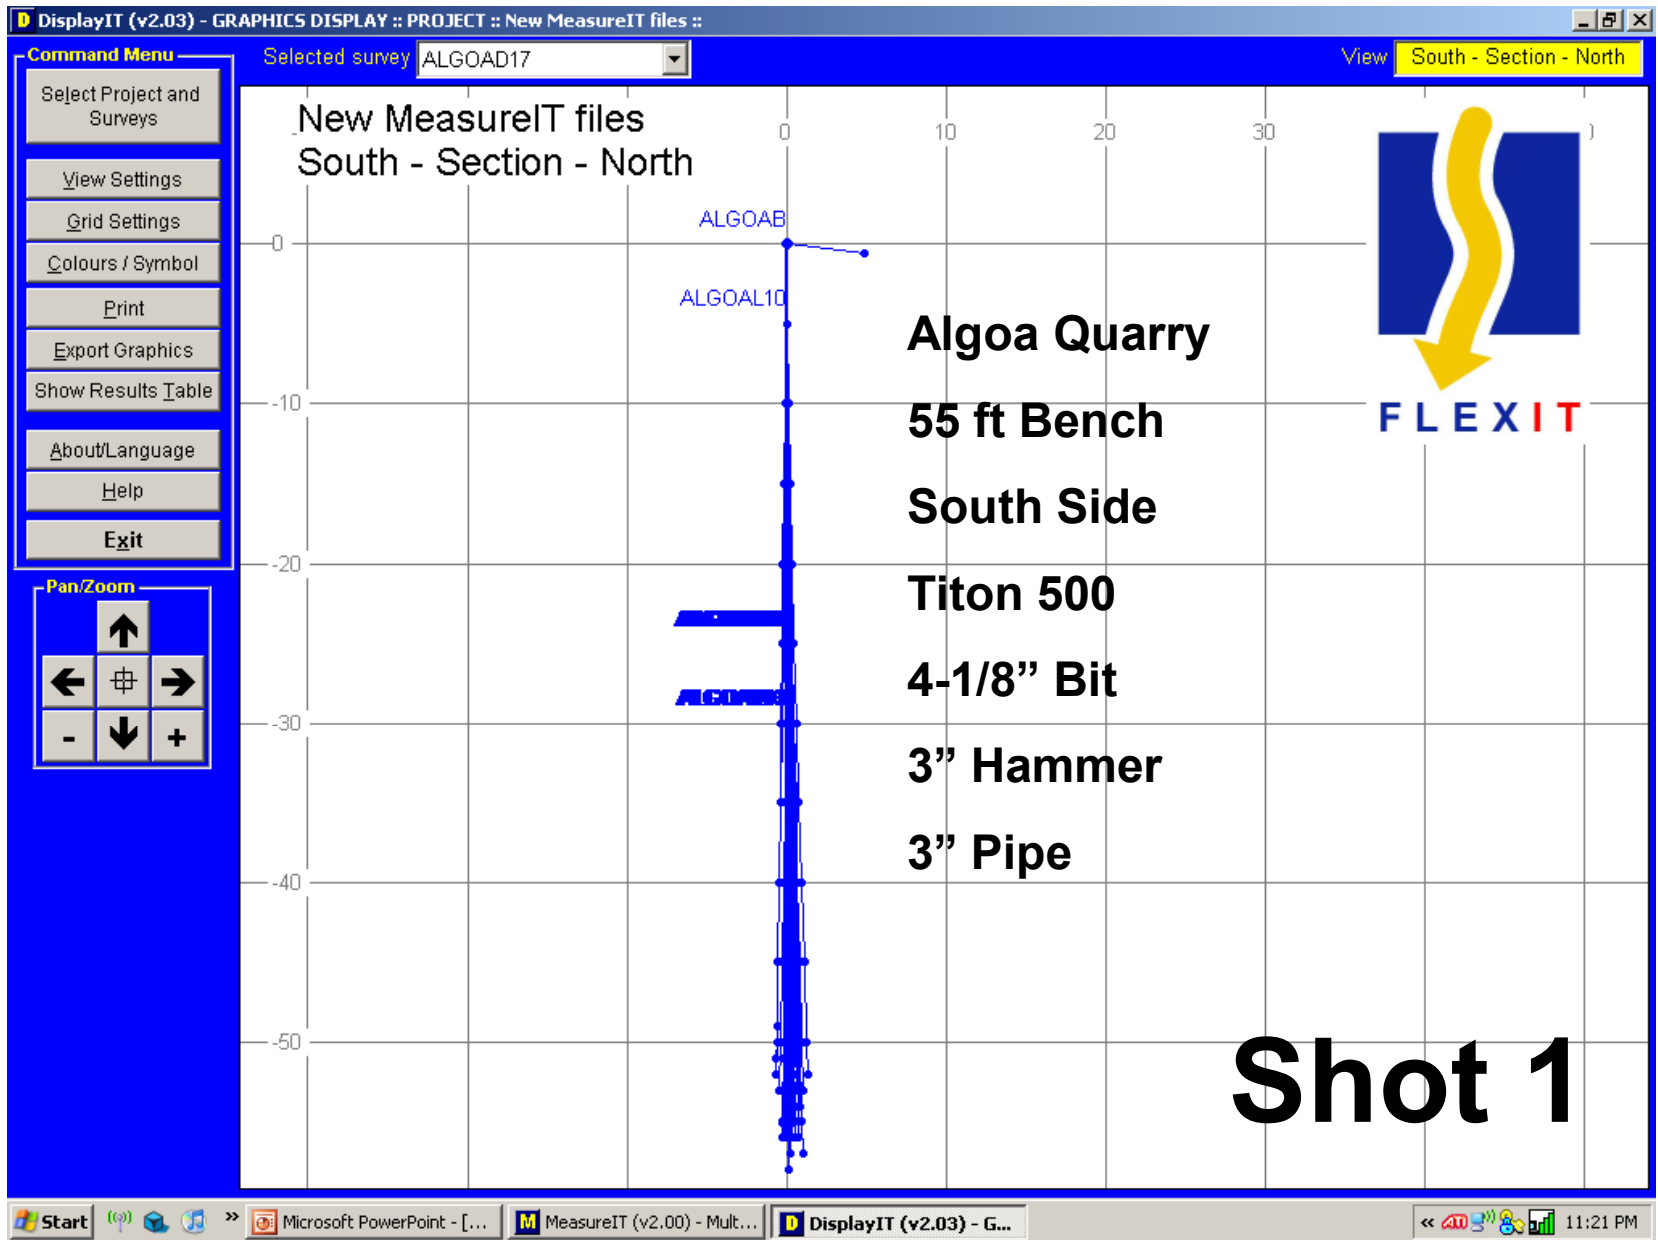 DisplayIT (v2.03) - GRAPHICS DISPLAY :: PROJECT :: New MeasureIT files ::
Command Menu
Selected survey ALGOAD17
View South - Section - North
Select Project and
Surveys
View Settings
Grid Settings
Colours / Symbol
Print
Export Graphics
Show Results Table
About/Language
Help
Exit
Pan/Zoom
- +
New MeasureIT files
South - Section - North
0 10 20 30
ALGOAB
ALGOAL10
0
-10
-20
-30
-40
-50
FLEXIT
Algoa Quarry
55 ft Bench
South Side
Titon 500
4-1/8” Bit
3” Hammer
3” Pipe
Shot 1
Start
»
Microsoft PowerPoint - [...
MeasureIT (v2.00) - Mult...
DisplayIT (v2.03) - G...
«
11:21 PM